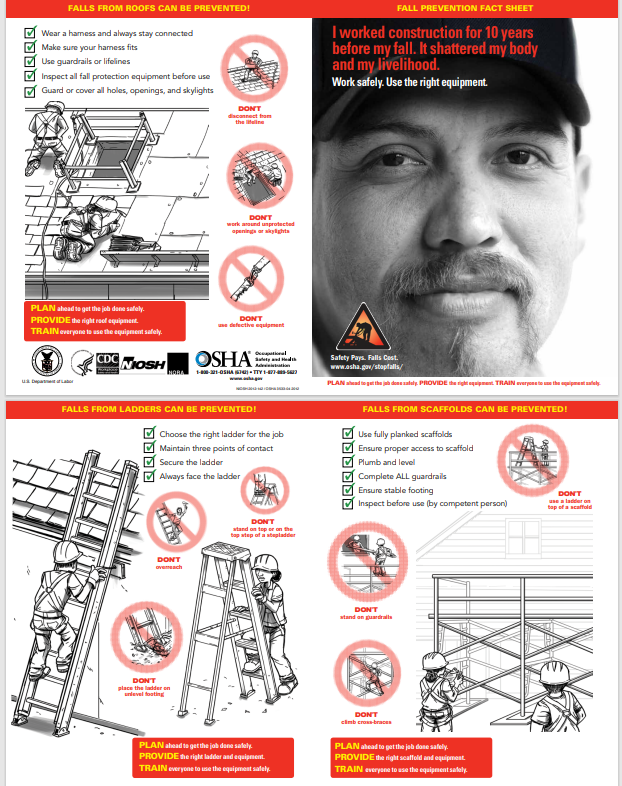 FALLS FROM ROOFS CAN BE PREVENTED!
Wear a harness and always stay connected
Make sure your harness fits
Use guardrails or lifelines
Inspect all fall protection equipment before use
Guard or cover all holes, openings, and skylights
DON'T
disconnect from
the lifeline
DON'T
work around unprotected
openings or skylights
DON'T
use defective equipment
PLAN ahead to get the job done safely.
PROVIDE the right roof equipment.
TRAIN everyone to use the equipment safely.
U.S. Department of Labor
CDC
NIOSH
NORA
OSHA
Occupational
Safety and Health
Administration
1-800-321-OSHA (6742) • TTY 1-877-889-5627
www.osha.gov
FALL PREVENTION FACT SHEET
I worked construction for 10 years
before my fall. It shattered my body
and my livelihood.
Work safely. Use the right equipment.
Safety Pays. Falls Cost.
www.osha.gov/stopfalls/
PLAN ahead to get the job done safely. PROVIDE the right equipment. TRAIN everyone to use the equipment safely.
FALLS FROM LADDERS CAN BE PREVENTED!
Choose the right ladder for the job
Maintain three points of contact
Secure the ladder
Always face the ladder
DON'T
stand on top or on the
top step of a stepladder
DON'T
overreach
DON'T
place the ladder on
unlevel footing
PLAN ahead to get the job done safely.
PROVIDE the right ladder and equipment.
TRAIN everyone to use the equipment safely.
FALLS FROM SCAFFOLDS CAN BE PREVENTED!
Use fully planked scaffolds
Ensure proper access to scaffold
Plumb and level
Complete ALL guardrails
Ensure stable footing
Inspect before use (by competent person)
DON'T
use a ladder on
top of a scaffold
DON'T
stand on guardrails
DON'T
climb cross-braces
PLAN ahead to get the job done safely.
PROVIDE the right scaffold and equipment.
TRAIN everyone to use the equipment safely.